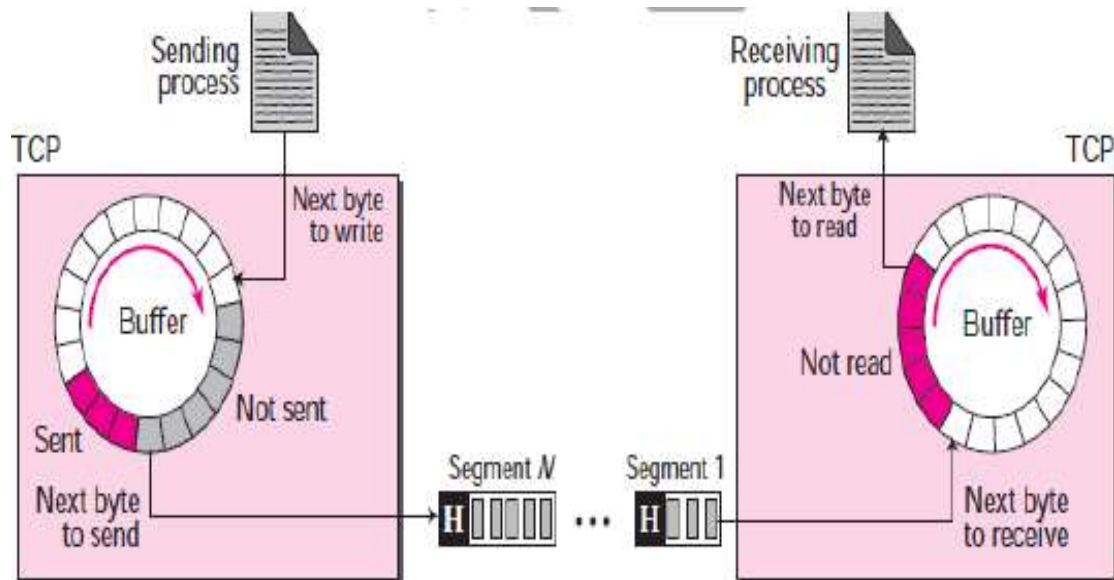 Sending
process
Receiving
process
TCP
TCP
Next byte
to write
Next byte
to read
Buffer
Buffer
Not sent
Not read
Sent
Segment N
Segment 1
Next byte
to send
H
...
H
Next byte
to receive